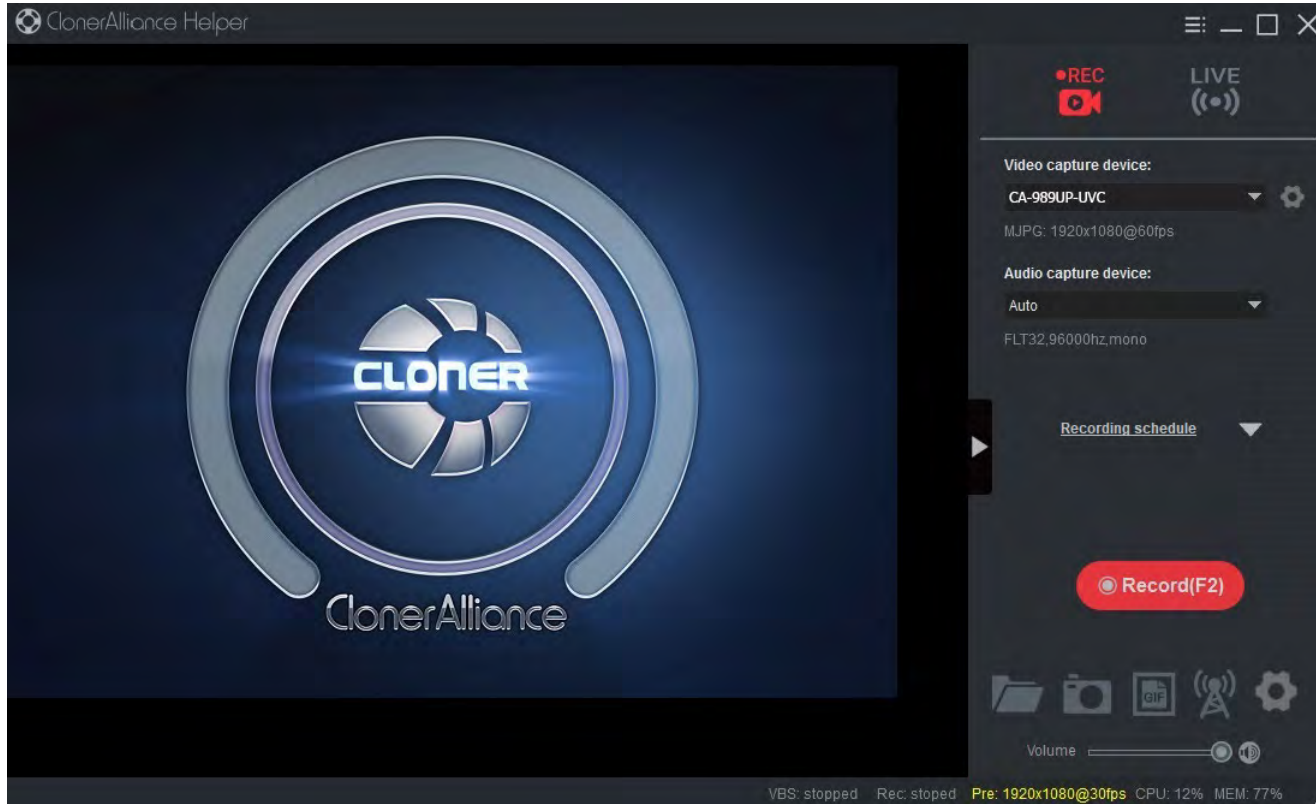 ClonerAlliance Helper
REC
LIVE
Video capture device:
CA-989UP-UVC
MJPG: 1920x1080@60fps
Audio capture device:
Auto
FLT32,96000hz,mono
CLONER
ClonerAlliance
Recording schedule
Record(F2)
GIF
Volume
VBS: stopped Rec: stoped Pre: 1920x1080@30fps CPU: 12% MEM: 77%